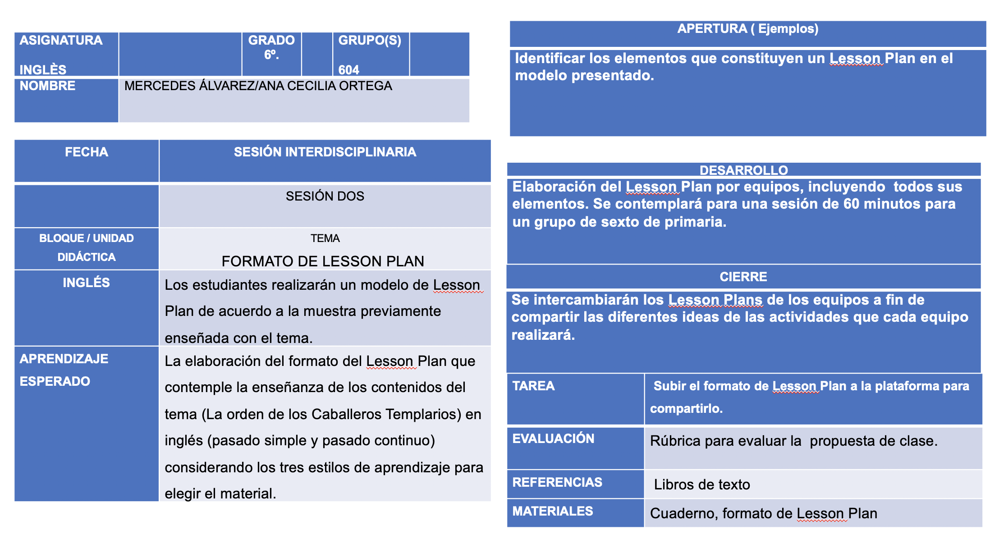 ASIGNATURA
INGLÈS
GRADO
6º.
GRUPO(S)
604
NOMBRE
MERCEDES ÁLVAREZ/ANA CECILIA ORTEGA
FECHA
SESIÓN INTERDISCIPLINARIA
SESIÓN DOS
BLOQUE / UNIDAD
DIDÁCTICA
TEMA
FORMATO DE LESSON PLAN
INGLÉS
Los estudiantes realizarán un modelo de Lesson
Plan de acuerdo a la muestra previamente
enseñada con el tema.
APRENDIZAJE
ESPERADO
La elaboración del formato del Lesson Plan que
contemple la enseñanza de los contenidos del
tema (La orden de los Caballeros Templarios) en
inglés (pasado simple y pasado continuo)
considerando los tres estilos de aprendizaje para
elegir el material.
APERTURA ( Ejemplos)
Identificar los elementos que constituyen un Lesson Plan en el
modelo presentado.
DESARROLLO
Elaboración del Lesson Plan por equipos, incluyendo  todos sus
elementos. Se contemplará para una sesión de 60 minutos para
un grupo de sexto de primaria.
CIERRE
Se intercambiarán los Lesson Plans de los equipos a fin de
compartir las diferentes ideas de las actividades que cada equipo
realizará.
TAREA
Subir el formato de Lesson Plan a la plataforma para
compartirlo.
EVALUACIÓN
Rúbrica para evaluar la  propuesta de clase.
REFERENCIAS
Libros de texto
MATERIALES
Cuaderno, formato de Lesson Plan